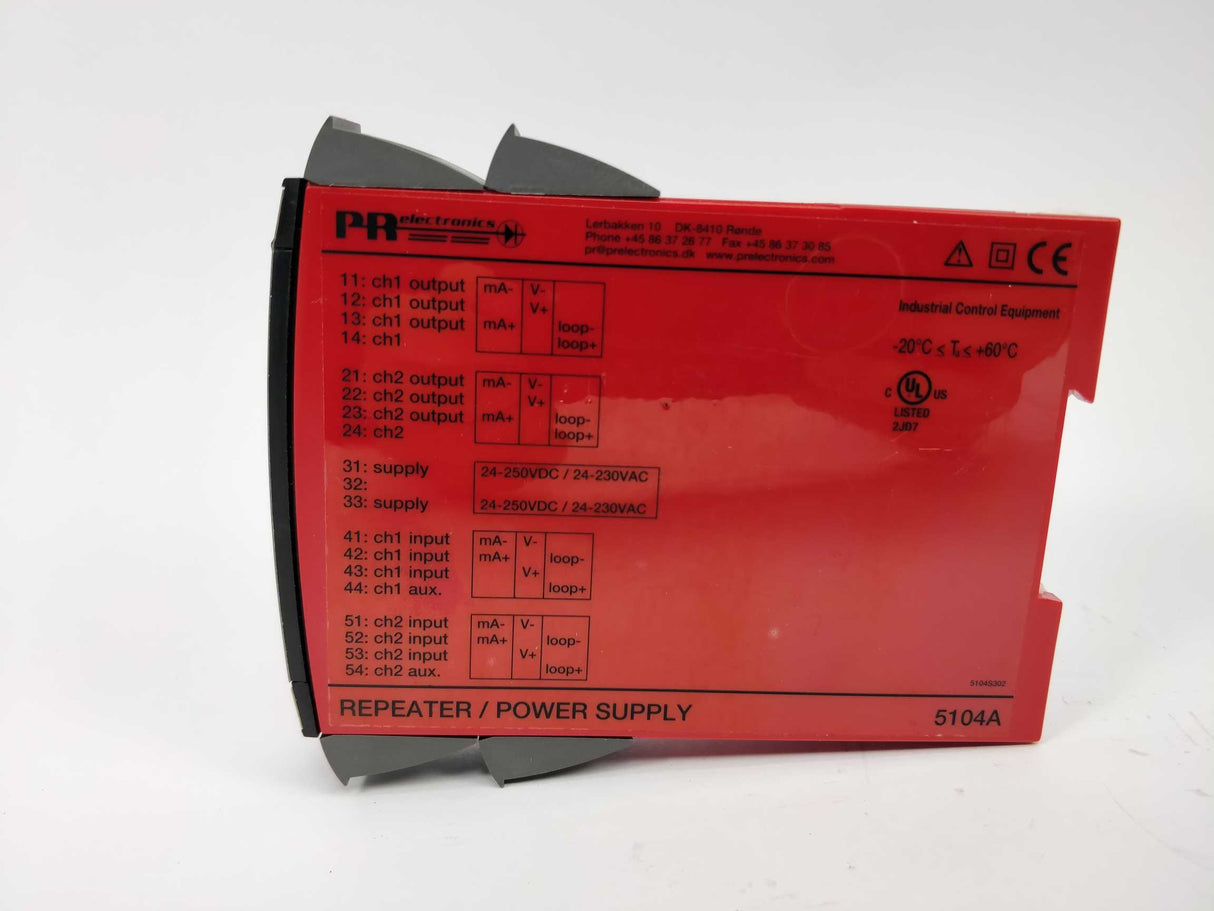 PR electronics
Lerbakken 10 DK-8410 Rønde
Phone +45 86 37 26 77 Fax +45 86 37 30 85
pr@prelectronics.dk www.prelectronics.com
CE
Industrial Control Equipment
-20°C ≤ Ta ≤ +60°C
C UL US
LISTED
2JD7
11: ch1 output mA- V-
12: ch1 output V+
13: ch1 output mA+ loop-
14: ch1 loop+
21: ch2 output mA- V-
22: ch2 output V+
23: ch2 output mA+ loop-
24: ch2 loop+
31: supply 24-250VDC / 24-230VAC
32:
33: supply 24-250VDC / 24-230VAC
41: ch1 input mA- V-
42: ch1 input mA+ loop-
43: ch1 input V+
44: ch1 aux. loop+
51: ch2 input mA- V-
52: ch2 input mA+ loop-
53: ch2 input V+
54: ch2 aux. loop+
5104S302
REPEATER / POWER SUPPLY 5104A